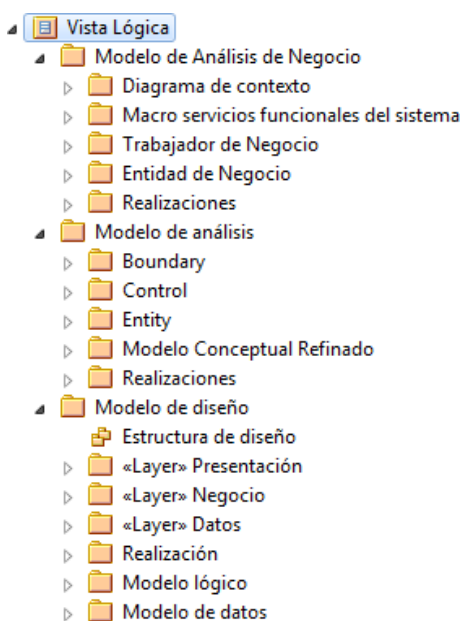 Vista Lógica
Modelo de Análisis de Negocio
Diagrama de contexto
Macro servicios funcionales del sistema
Trabajador de Negocio
Entidad de Negocio
Realizaciones
Modelo de análisis
Boundary
Control
Entity
Modelo Conceptual Refinado
Realizaciones
Modelo de diseño
Estructura de diseño
«Layer» Presentación
«Layer» Negocio
«Layer» Datos
Realización
Modelo lógico
Modelo de datos